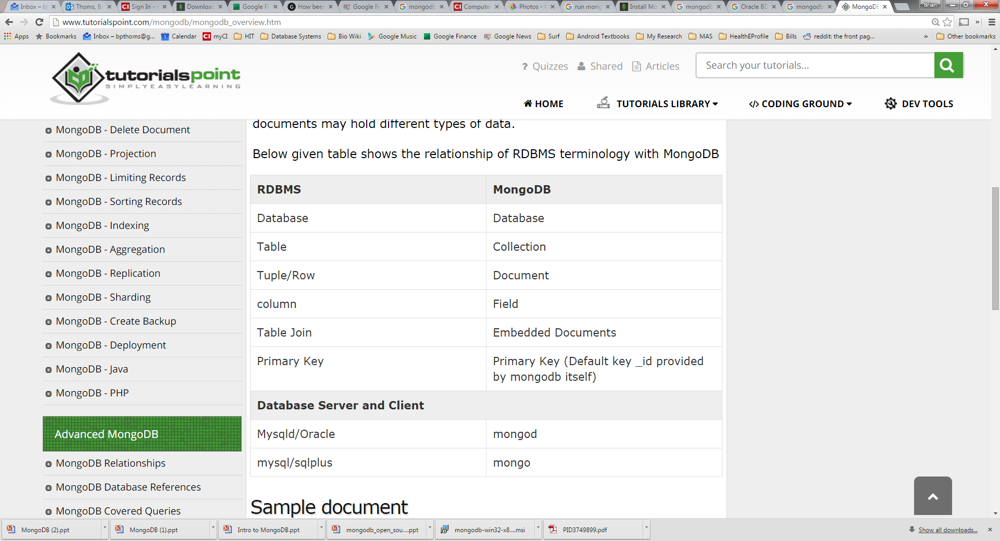 Inbox – bp
Thoms, Br
Sign In -
Downloac
Google Fi
How bees
Google N
mongodb
Compute
Photos -
run mong
Install Mo
mongodb
Oracle BD
mongodb
MongoDB
Brian
www.tutorialspoint.com/mongodb/mongodb_overview.htm
Apps Bookmarks Inbox – bpthoms@g... Calendar myCI HIT Database Systems Bio Wiki Google Music Google Finance Google News Surf Android Textbooks My Research MAS HealthEProfile Bills reddit: the front pag... » Other bookmarks
tutorialspoint
SIMPLYEASYLEARNING
? Quizzes Shared Articles
Search your tutorials...
HOME TUTORIALS LIBRARY </> CODING GROUND DEV TOOLS
MongoDB - Delete Document
MongoDB - Projection
MongoDB - Limiting Records
MongoDB - Sorting Records
MongoDB - Indexing
MongoDB - Aggregation
MongoDB - Replication
MongoDB - Sharding
MongoDB - Create Backup
MongoDB - Deployment
MongoDB - Java
MongoDB - PHP
Advanced MongoDB
MongoDB Relationships
MongoDB Database References
MongoDB Covered Queries
documents may hold different types of data.
Below given table shows the relationship of RDBMS terminology with MongoDB
RDBMS MongoDB
Database Database
Table Collection
Tuple/Row Document
column Field
Table Join Embedded Documents
Primary Key Primary Key (Default key _id provided
by mongodb itself)
Database Server and Client
Mysqld/Oracle mongod
mysql/sqlplus mongo
Sample document
MongoDB (2).ppt
MongoDB (1).ppt
Intro to MongoDB.ppt
mongodb_open_sou....ppt
mongodb-win32-x8....msi
PID3749899.pdf
Show all downloads...